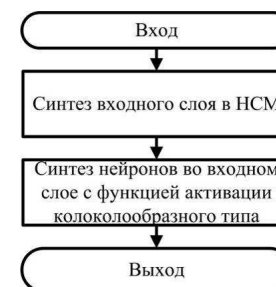 Вход
Синтез входного слоя в НСМ
Синтез нейронов во входном
слое с функцией активации
колоколообразного типа
Выход